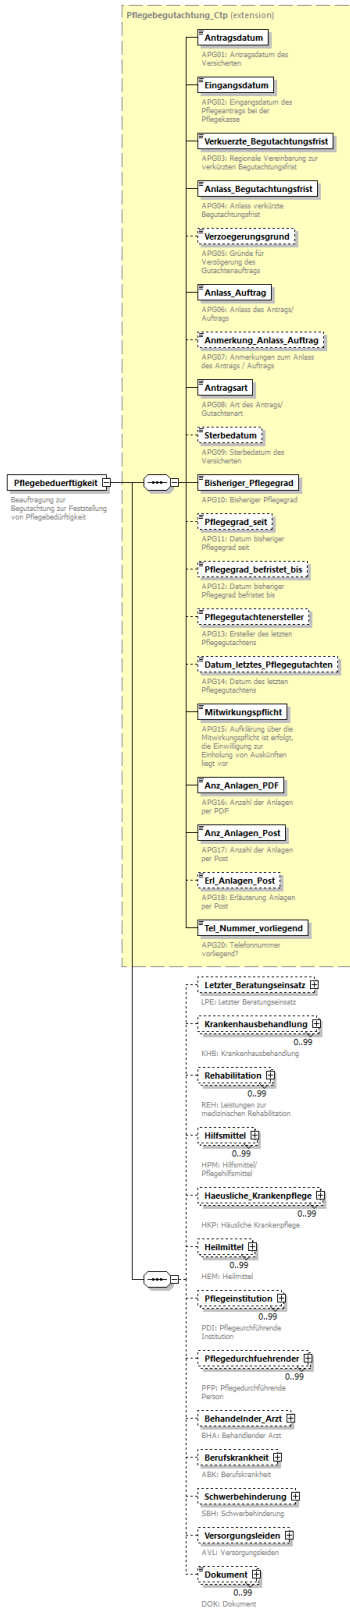 Pflegebegutachtung_Ctp (extension)
Antragsdatum
APG01: Antragsdatum des
Versicherten
Eingangsdatum
APG02: Eingangsdatum des
Pflegeantrags bei der
Pflegekasse
Verkuerzte_Begutachtungsfrist
APG03: Regionale Vereinbarung zur
verkürzten Begutachtungsfrist
Anlass_Begutachtungsfrist
APG04: Anlass verkürzte
Begutachtungsfrist
Verzoegerungsgrund
APG05: Gründe für
Verzögerung des
Gutachtenauftrags
Anlass_Auftrag
APG06: Anlass des Antrags/
Auftrags
Anmerkung_Anlass_Auftrag
APG07: Anmerkungen zum Anlass
des Antrags / Auftrags
Antragsart
APG08: Art des Antrags/
Gutachtenart
Sterbedatum
APG09: Sterbedatum des
Versicherten
Pflegebeduerftigkeit
Beauftragung zur
Begutachtung zur Feststellung
von Pflegebedürftigkeit
Bisheriger_Pflegegrad
APG10: Bisheriger Pflegegrad
Pflegegrad_seit
APG11: Datum bisheriger
Pflegegrad seit
Pflegegrad_befristet_bis
APG12: Datum bisheriger
Pflegegrad befristet bis
Pflegegutachtenersteller
APG13: Ersteller des letzten
Pflegegutachtens
Datum_letztes_Pflegegutachten
APG14: Datum des letzten
Pflegegutachtens
Mitwirkungspflicht
APG15: Aufklärung über die
Mitwirkungspflicht ist erfolgt,
die Einwilligung zur
Einholung von Auskünften
liegt vor
Anz_Anlagen_PDF
APG16: Anzahl der Anlagen
per PDF
Anz_Anlagen_Post
APG17: Anzahl der Anlagen
per Post
Erl_Anlagen_Post
APG18: Erläuterung Anlagen
per Post
Tel_Nummer_vorliegend
APG20: Telefonnummer
vorliegend?
Letzter_Beratungseinsatz
LPE: Letzter Beratungseinsatz
Krankenhausbehandlung
0..99
KHB: Krankenhausbehandlung
Rehabilitation
0..99
REH: Leistungen zur
medizinischen Rehabilitation
Hilfsmittel
0..99
HPM: Hilfsmittel/
Pflegehilfsmittel
Haeusliche_Krankenpflege
0..99
HKP: Häusliche Krankenpflege
Heilmittel
0..99
HEM: Heilmittel
Pflegeinstitution
0..99
PDI: Pflegeurchführende
Institution
Pflegedurchfuehrender
0..99
PFP: Pflegedurchführende
Person
Behandelnder_Arzt
BHA: Behandlender Arzt
Berufskrankheit
ABK: Berufskrankheit
Schwerbehinderung
SBH: Schwerbehinderung
Versorgungsleiden
AVL: Versorgungsleiden
Dokument
0..99
DOK: Dokument